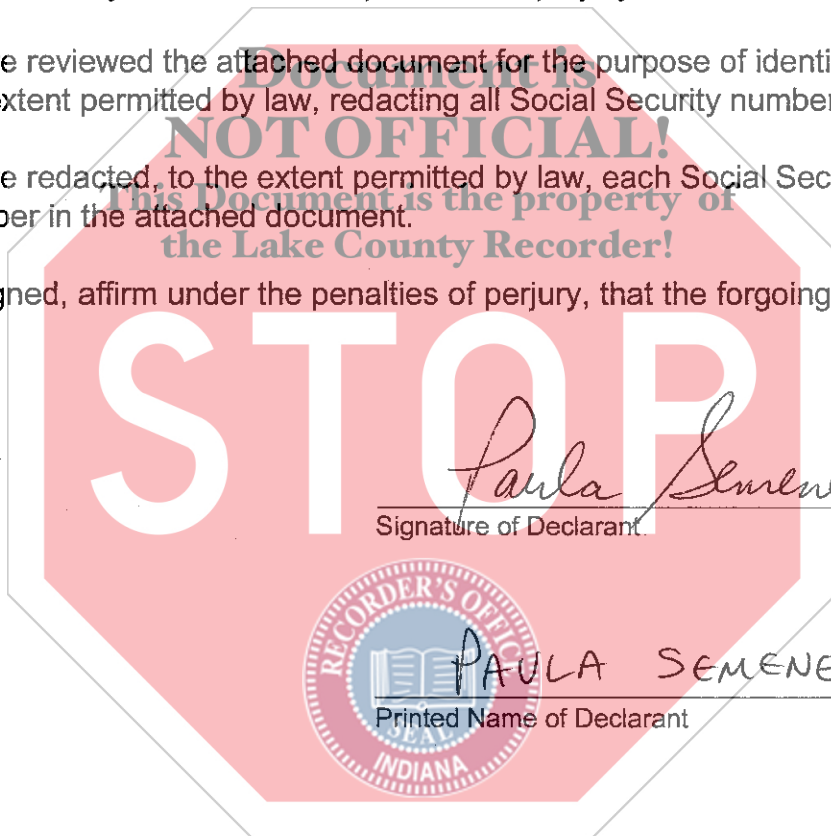 e reviewed the attached document for the purpose of identi
xtent permitted by law, redacting all Social Security number
e redacted, to the extent permitted by law, each Social Sec
ber in the attached document.
gned, affirm under the penalties of perjury, that the forgoing
Document is
NOT OFFICIAL!
This Document is the property of
the Lake County Recorder!
STOP
Paula Semene
Signature of Declarant
PAULA SEMENE
Printed Name of Declarant
RECORDER'S OFFICE
SEAL
INDIANA